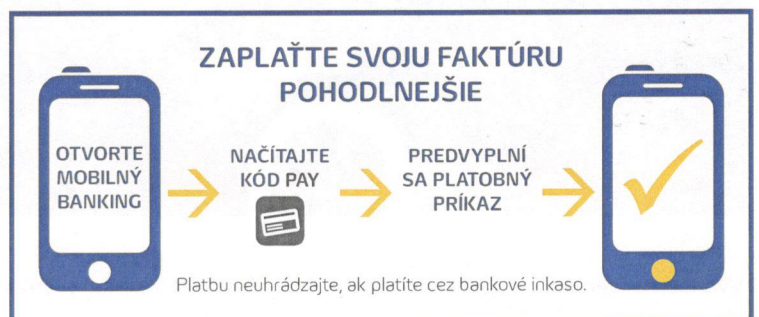 ZAPLAŤTE SVOJU FAKTÚRU
POHODLNEJŠIE
OTVORTE
MOBILNÝ
BANKING
NAČÍTAJTE
KÓD PAY
PREDVYPLNÍ
SA PLATOBNÝ
PRÍKAZ
Platbu neuhrádzajte, ak platíte cez bankové inkaso.